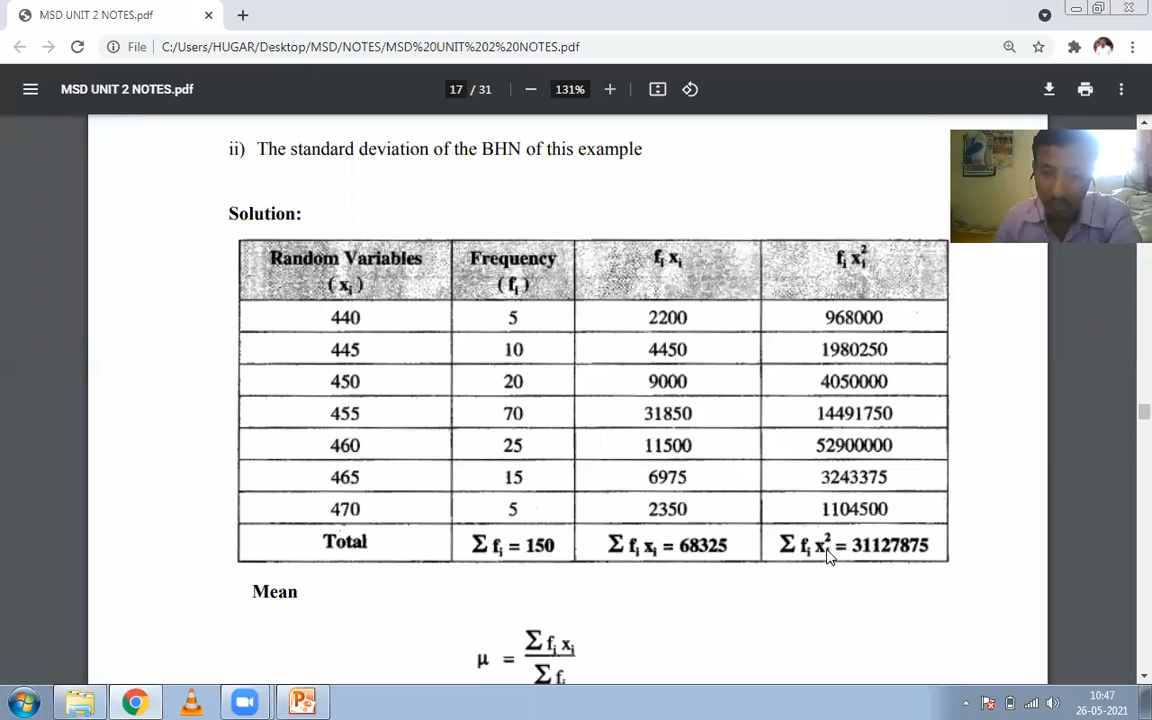 MSD UNIT 2 NOTES.pdf
File C:/Users/HUGAR/Desktop/MSD/NOTES/MSD%20UNIT%202%20NOTES.pdf
MSD UNIT 2 NOTES.pdf 17 / 31 131%
ii) The standard deviation of the BHN of this example
Solution:
Random Variables (xᵢ) Frequency (fᵢ) fᵢ xᵢ fᵢ xᵢ²
440 5 2200 968000
445 10 4450 1980250
450 20 9000 4050000
455 70 31850 14491750
460 25 11500 52900000
465 15 6975 3243375
470 5 2350 1104500
Total Σ fᵢ = 150 Σ fᵢ xᵢ = 68325 Σ fᵢ xᵢ² = 31127875
Mean
μ = Σ fᵢ xᵢ / Σ fᵢ
10:47
26-05-2021